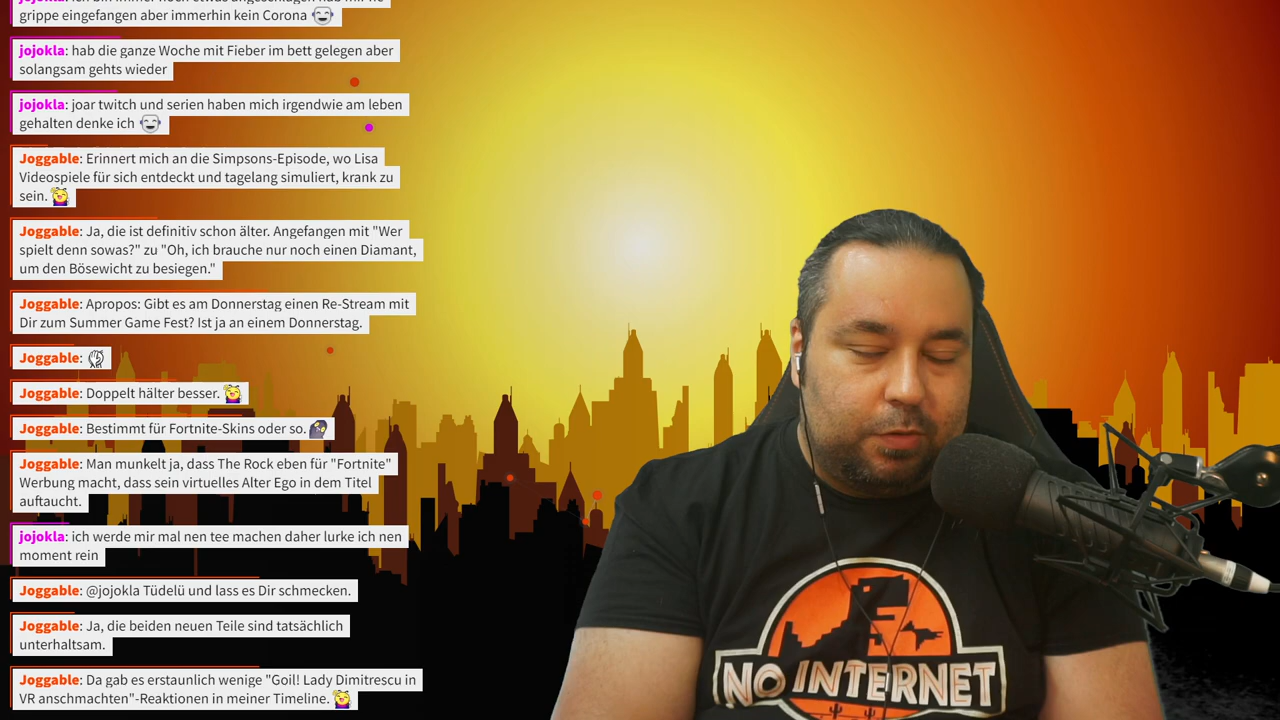 grippe eingefangen aber immerhin kein Corona
jojokla: hab die ganze Woche mit Fieber im bett gelegen aber
solangsam gehts wieder
jojokla: joar twitch und serien haben mich irgendwie am leben
gehalten denke ich
Joggable: Erinnert mich an die Simpsons-Episode, wo Lisa
Videospiele für sich entdeckt und tagelang simuliert, krank zu
sein.
Joggable: Ja, die ist definitiv schon älter. Angefangen mit "Wer
spielt denn sowas?" zu "Oh, ich brauche nur noch einen Diamant,
um den Bösewicht zu besiegen."
Joggable: Apropos: Gibt es am Donnerstag einen Re-Stream mit
Dir zum Summer Game Fest? Ist ja an einem Donnerstag.
Joggable:
Joggable: Doppelt hälter besser.
Joggable: Bestimmt für Fortnite-Skins oder so.
Joggable: Man munkelt ja, dass The Rock eben für "Fortnite"
Werbung macht, dass sein virtuelles Alter Ego in dem Titel
auftaucht.
jojokla: ich werde mir mal nen tee machen daher lurke ich nen
moment rein
Joggable: @jojokla Tüdelü und lass es Dir schmecken.
Joggable: Ja, die beiden neuen Teile sind tatsächlich
unterhaltsam.
Joggable: Da gab es erstaunlich wenige "Goil! Lady Dimitrescu in
VR anschmachten"-Reaktionen in meiner Timeline.
NO INTERNET